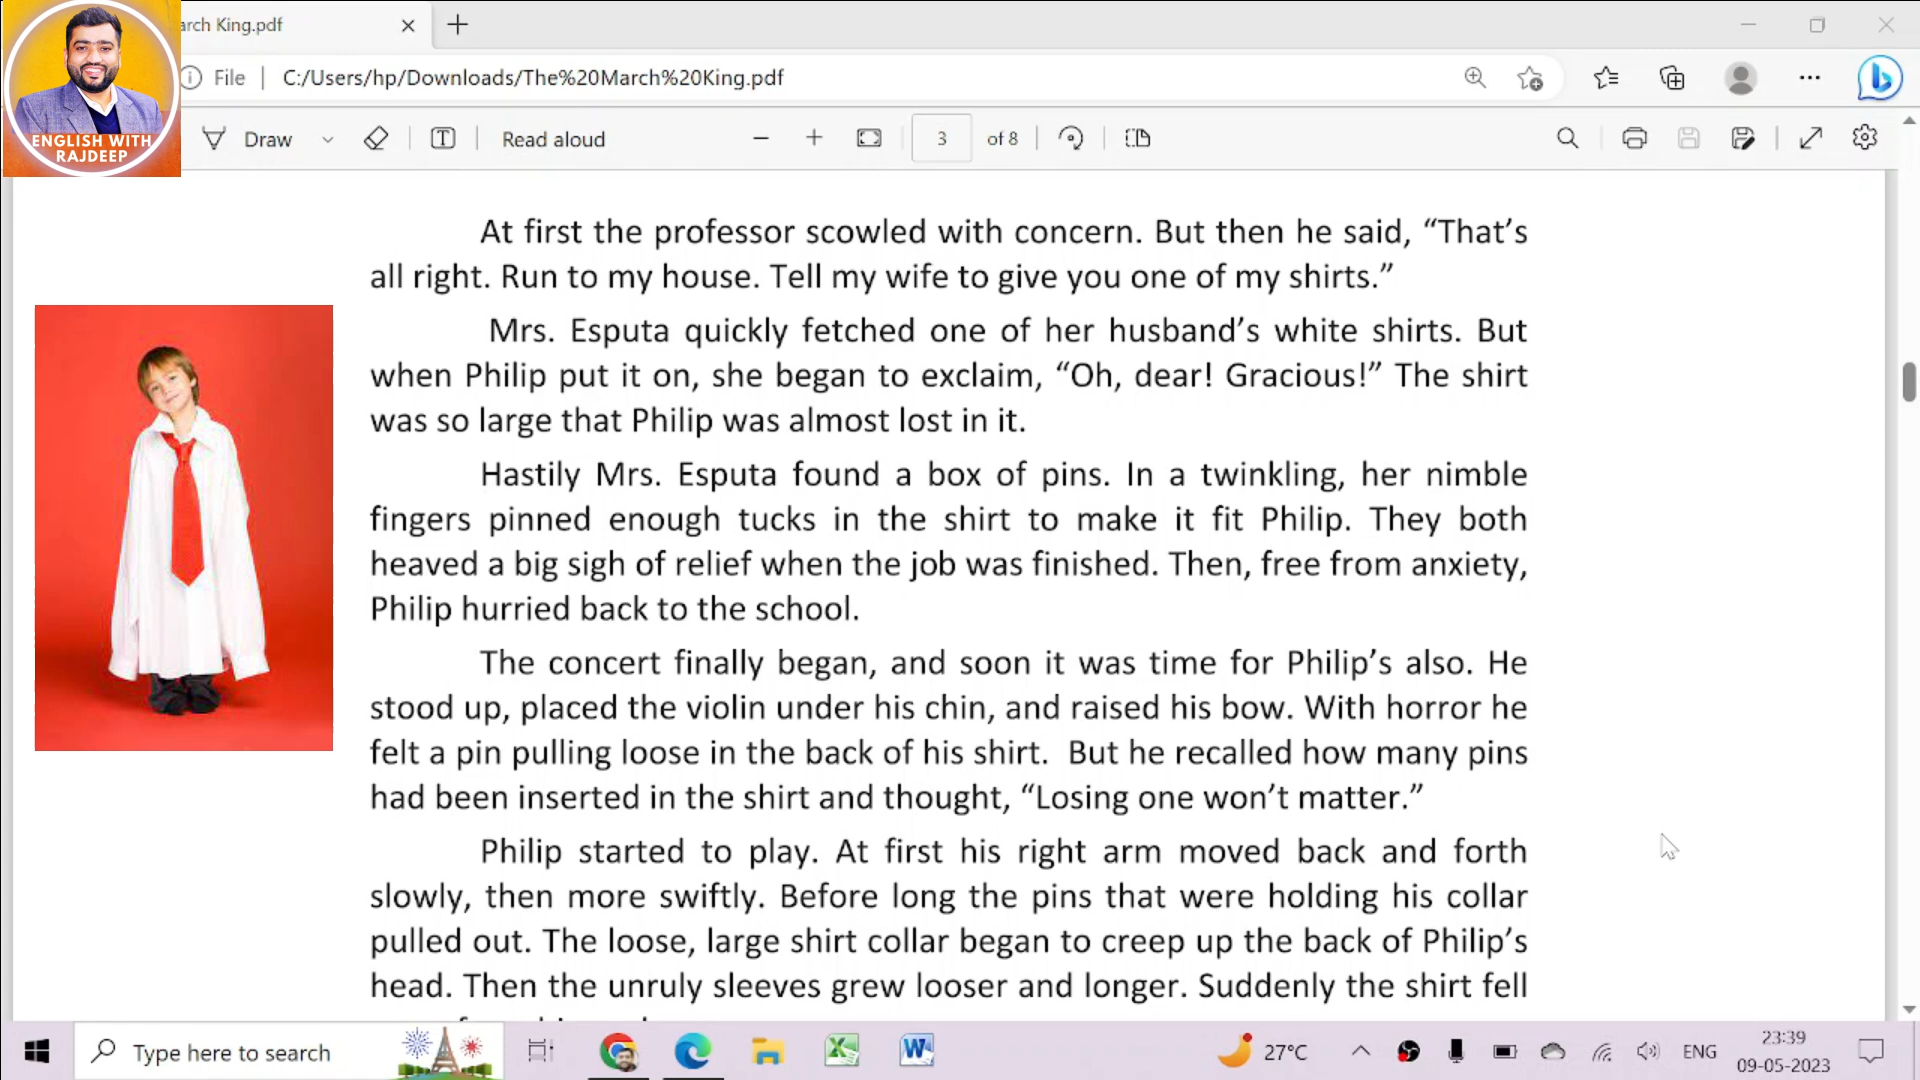 arch King.pdf
File
C:/Users/hp/Downloads/The%20March%20King.pdf
ENGLISH WITH
RAJDEEP
Draw
Read aloud
3
of 8
At first the professor scowled with concern. But then he said, “That’s
all right. Run to my house. Tell my wife to give you one of my shirts.”
Mrs. Esputa quickly fetched one of her husband’s white shirts. But
when Philip put it on, she began to exclaim, “Oh, dear! Gracious!” The shirt
was so large that Philip was almost lost in it.
Hastily Mrs. Esputa found a box of pins. In a twinkling, her nimble
fingers pinned enough tucks in the shirt to make it fit Philip. They both
heaved a big sigh of relief when the job was finished. Then, free from anxiety,
Philip hurried back to the school.
The concert finally began, and soon it was time for Philip’s also. He
stood up, placed the violin under his chin, and raised his bow. With horror he
felt a pin pulling loose in the back of his shirt.  But he recalled how many pins
had been inserted in the shirt and thought, “Losing one won’t matter.”
Philip started to play. At first his right arm moved back and forth
slowly, then more swiftly. Before long the pins that were holding his collar
pulled out. The loose, large shirt collar began to creep up the back of Philip’s
head. Then the unruly sleeves grew looser and longer. Suddenly the shirt fell
Type here to search
27°C
ENG
23:39
09-05-2023